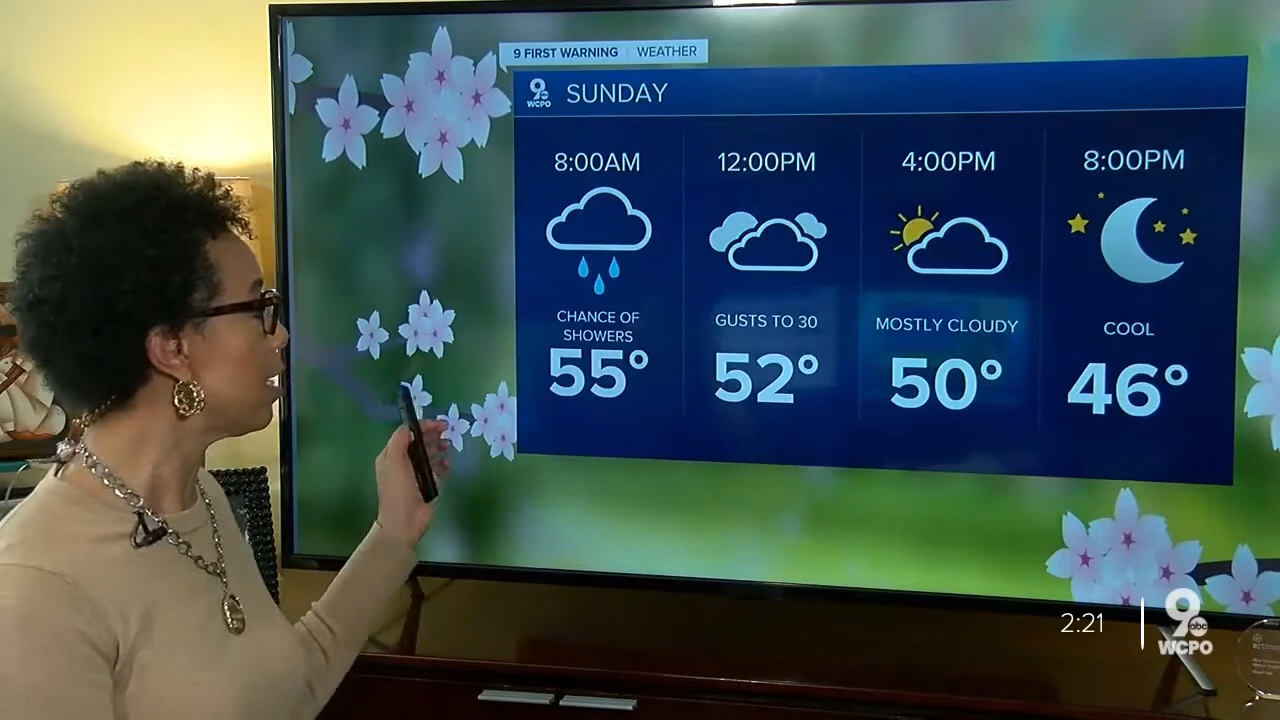 9 FIRST WARNING WEATHER
9 WCPO SUNDAY
8:00AM
CHANCE OF
SHOWERS
55°
12:00PM
GUSTS TO 30
52°
4:00PM
MOSTLY CLOUDY
50°
8:00PM
COOL
46°
2:21
9 abc
WCPO